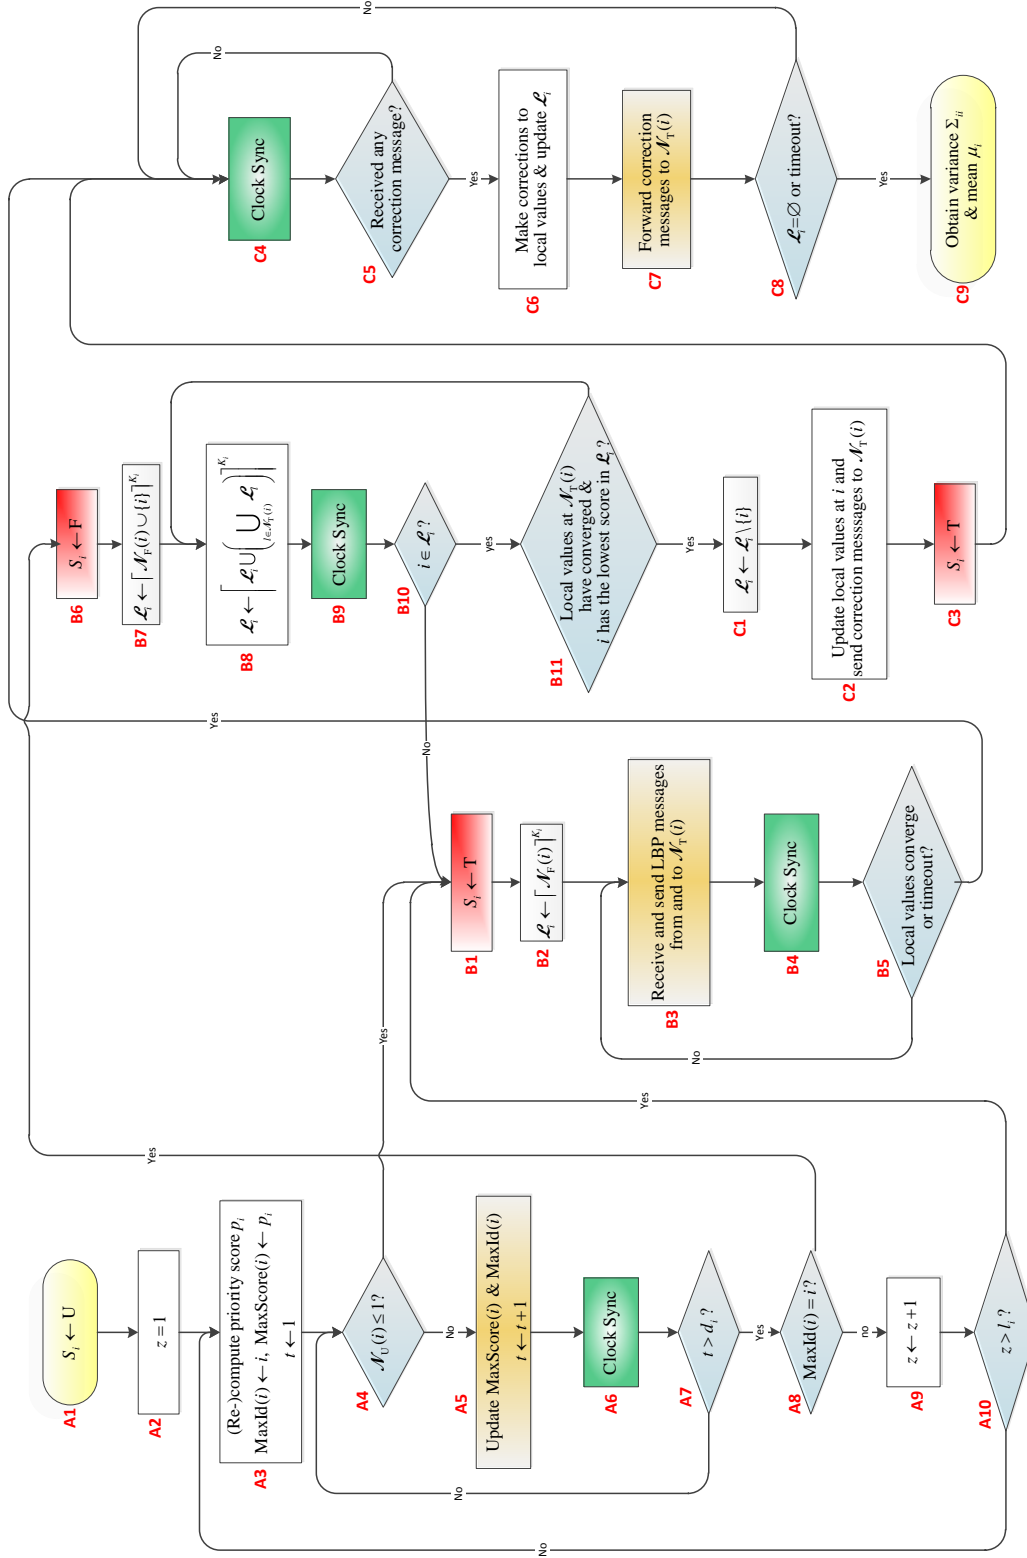 A1
S_i ← U
A2
z = 1
A3
(Re-)compute priority score p_i
MaxId(i) ← i, MaxScore(i) ← p_i
t ← 1
A4
𝒩_U(i) ≤ 1?
Yes
No
A5
Update MaxScore(i) & MaxId(i)
t ← t + 1
A6
Clock Sync
A7
t > d_i ?
No
Yes
A8
MaxId(i) = i?
Yes
no
A9
z ← z + 1
A10
z > l_i ?
No
Yes
B1
S_i ← T
B2
ℒ_i ← ⌈𝒩_F(i)⌉^{K_i}
B3
Receive and send LBP messages
from and to 𝒩_T(i)
B4
Clock Sync
B5
Local values converge
or timeout?
No
Yes
B6
S_i ← F
B7
ℒ_i ← ⌈𝒩_F(i) ∪ {i}⌉^{K_i}
B8
ℒ_i ← ⌈ℒ_i ∪ (⋃_{l∈𝒩_T(i)} ℒ_l)⌉^{K_i}
B9
Clock Sync
B10
i ∈ ℒ_i ?
No
yes
B11
Local values at 𝒩_T(i)
have converged &
i has the lowest score in ℒ_i ?
Yes
C1
ℒ_i ← ℒ_i \ {i}
C2
Update local values at i and
send correction messages to 𝒩_T(i)
C3
S_i ← T
C4
Clock Sync
C5
Received any
correction message?
No
Yes
C6
Make corrections to
local values & update ℒ_i
C7
Forward correction
messages to 𝒩_T(i)
C8
ℒ_i = ∅ or timeout?
No
Yes
C9
Obtain variance Σ_{ii}
& mean μ_i